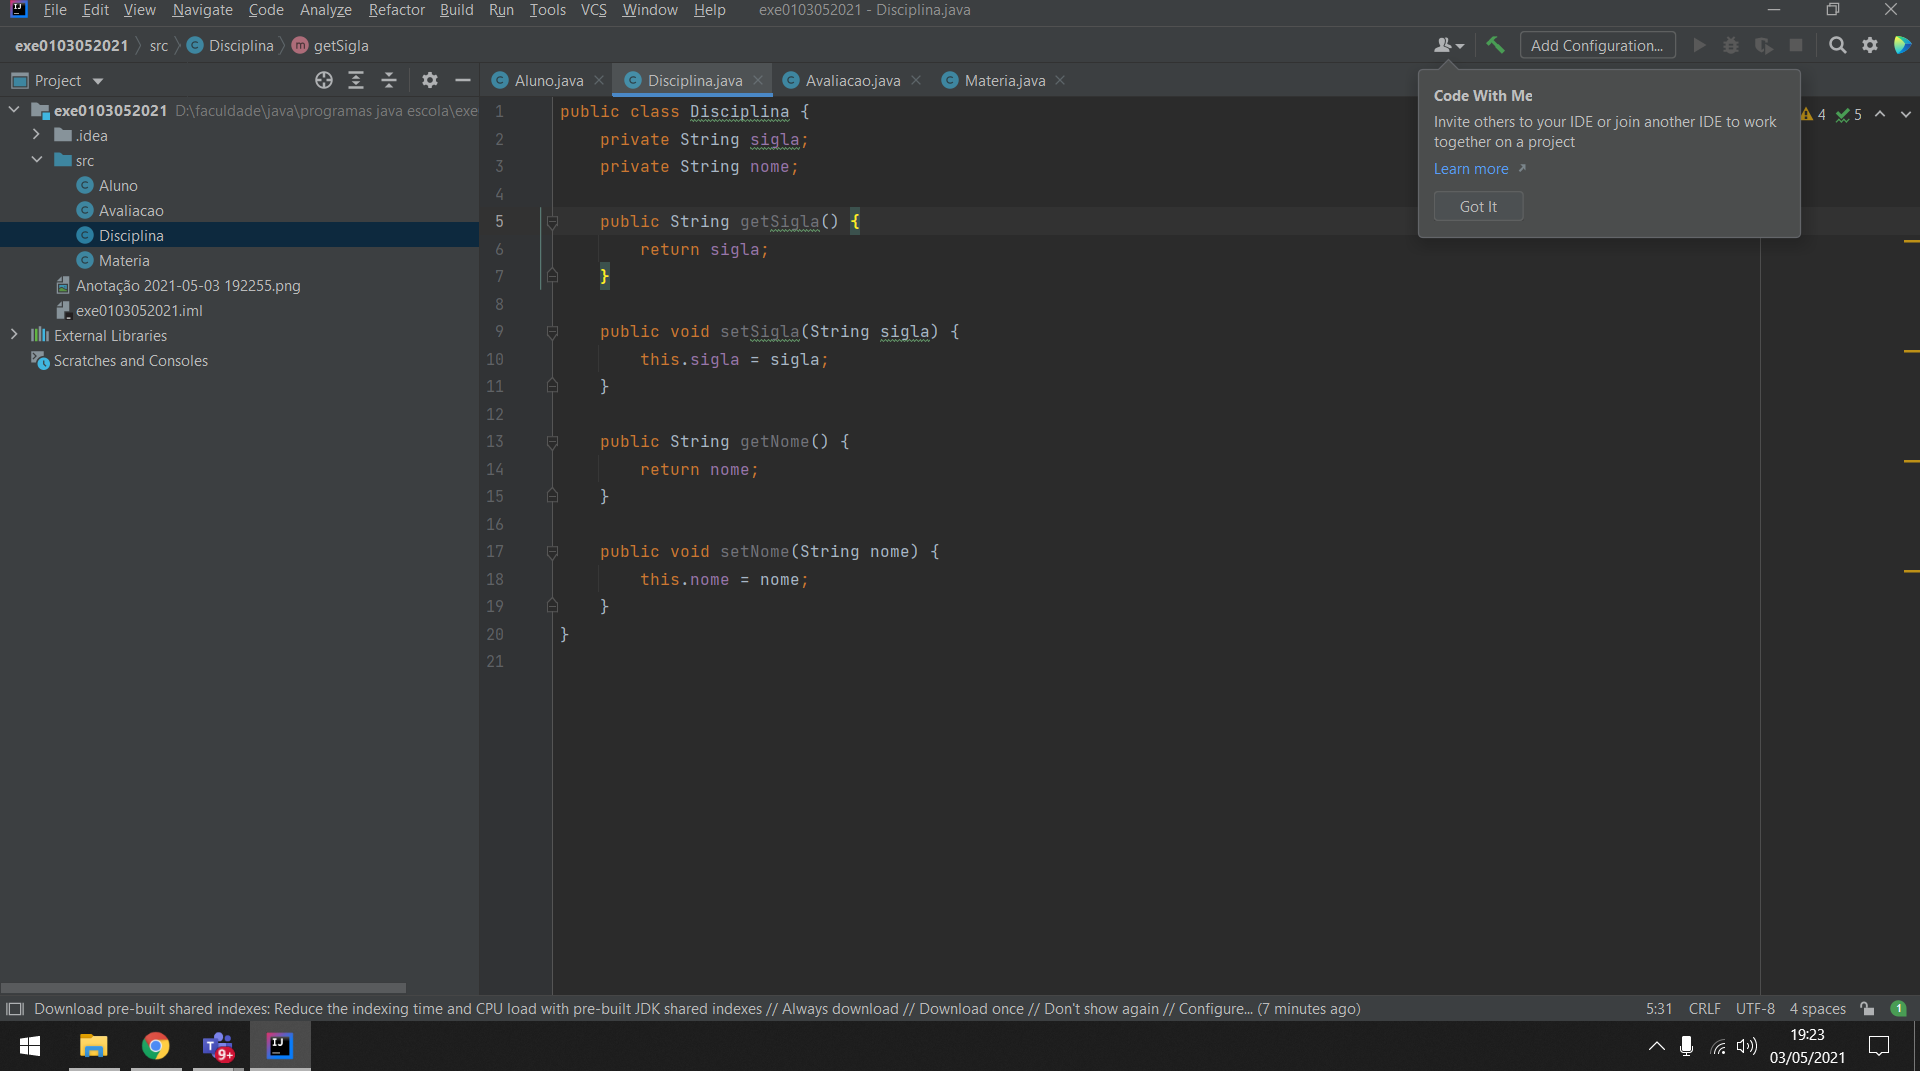 File Edit View Navigate Code Analyze Refactor Build Run Tools VCS Window Help exe0103052021 - Disciplina.java
exe0103052021 src Disciplina getSigla
Add Configuration...
Project
Aluno.java Disciplina.java Avaliacao.java Materia.java
exe0103052021 D:\faculdade\java\programas java escola\exe
.idea
src
Aluno
Avaliacao
Disciplina
Materia
Anotação 2021-05-03 192255.png
exe0103052021.iml
External Libraries
Scratches and Consoles
1 public class Disciplina {
2 private String sigla;
3 private String nome;
4
5 public String getSigla() {
6 return sigla;
7 }
8
9 public void setSigla(String sigla) {
10 this.sigla = sigla;
11 }
12
13 public String getNome() {
14 return nome;
15 }
16
17 public void setNome(String nome) {
18 this.nome = nome;
19 }
20 }
21
Code With Me
Invite others to your IDE or join another IDE to work
together on a project
Learn more
Got It
4 5
Download pre-built shared indexes: Reduce the indexing time and CPU load with pre-built JDK shared indexes // Always download // Download once // Don't show again // Configure... (7 minutes ago)
5:31 CRLF UTF-8 4 spaces 1
9+
IJ
19:23
03/05/2021